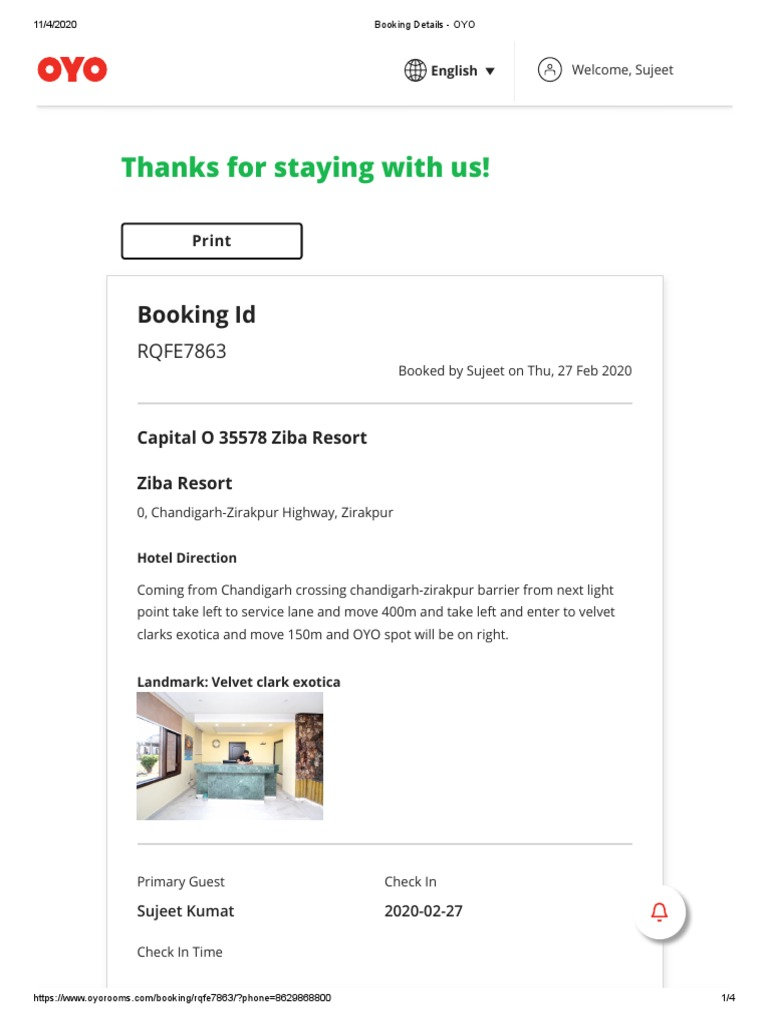 11/4/2020 Booking Details - OYO
OYO
English ▼ Welcome, Sujeet
Thanks for staying with us!
Print
Booking Id
RQFE7863
Booked by Sujeet on Thu, 27 Feb 2020
Capital O 35578 Ziba Resort
Ziba Resort
0, Chandigarh-Zirakpur Highway, Zirakpur
Hotel Direction
Coming from Chandigarh crossing chandigarh-zirakpur barrier from next light
point take left to service lane and move 400m and take left and enter to velvet
clarks exotica and move 150m and OYO spot will be on right.
Landmark: Velvet clark exotica
Primary Guest Check In
Sujeet Kumat 2020-02-27
Check In Time
https://www.oyorooms.com/booking/rqfe7863/?phone=8629868800 1/4